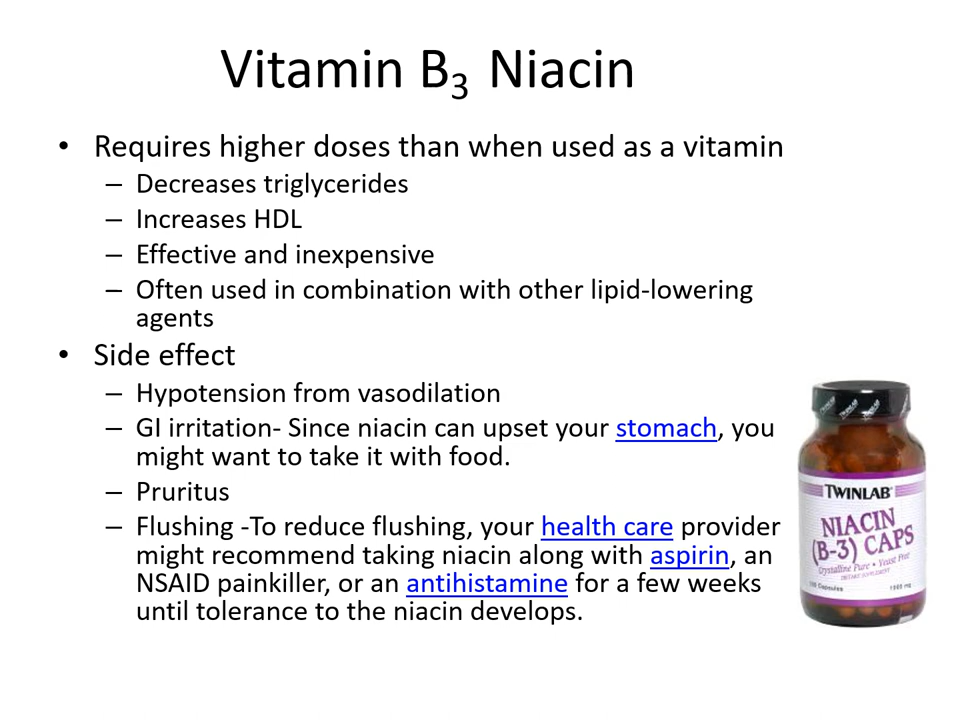 Vitamin B₃ Niacin
• Requires higher doses than when used as a vitamin
– Decreases triglycerides
– Increases HDL
– Effective and inexpensive
– Often used in combination with other lipid-lowering
agents
• Side effect
– Hypotension from vasodilation
– GI irritation- Since niacin can upset your stomach, you
might want to take it with food.
– Pruritus
– Flushing -To reduce flushing, your health care provider
might recommend taking niacin along with aspirin, an
NSAID painkiller, or an antihistamine for a few weeks
until tolerance to the niacin develops.
TWINLAB
NIACIN
(B-3) CAPS
Crystalline Pure • Yeast Free
DIETARY SUPPLEMENT
Capsules